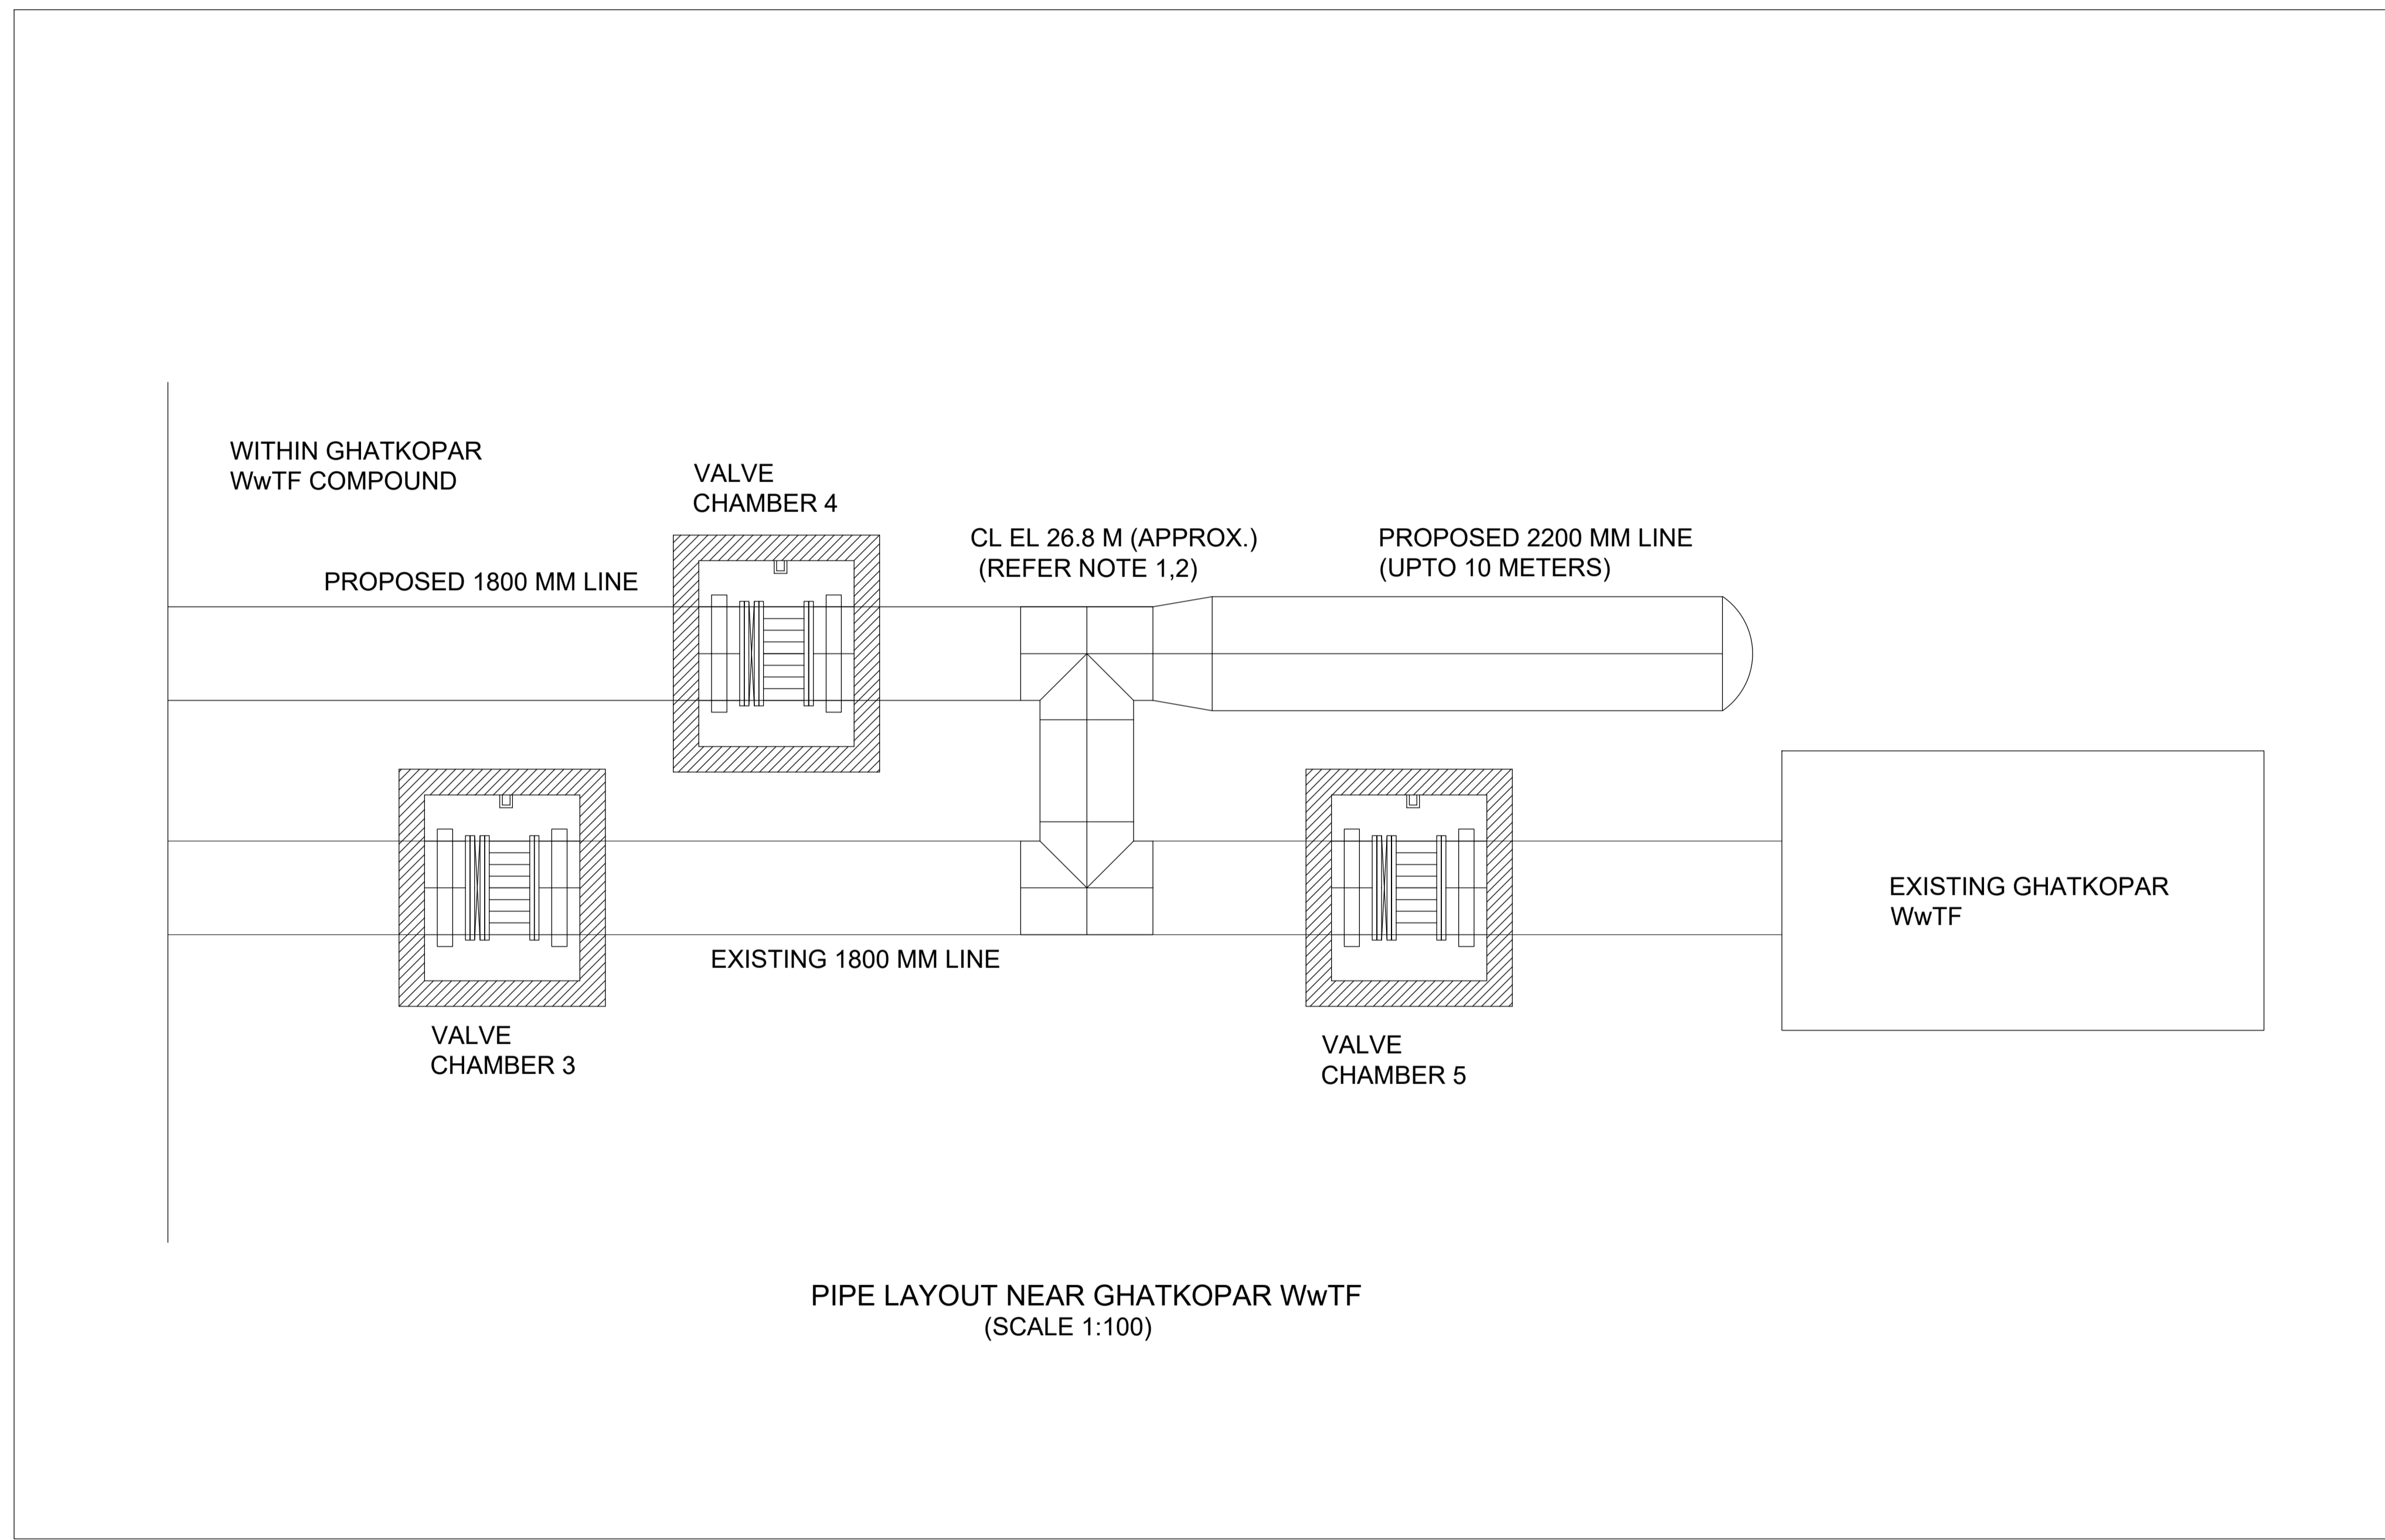 WITHIN GHATKOPAR
WwTF COMPOUND
VALVE
CHAMBER 4
CL EL 26.8 M (APPROX.)
(REFER NOTE 1,2)
PROPOSED 2200 MM LINE
(UPTO 10 METERS)
PROPOSED 1800 MM LINE
EXISTING GHATKOPAR
WwTF
EXISTING 1800 MM LINE
VALVE
CHAMBER 3
VALVE
CHAMBER 5
PIPE LAYOUT NEAR GHATKOPAR WwTF
(SCALE 1:100)